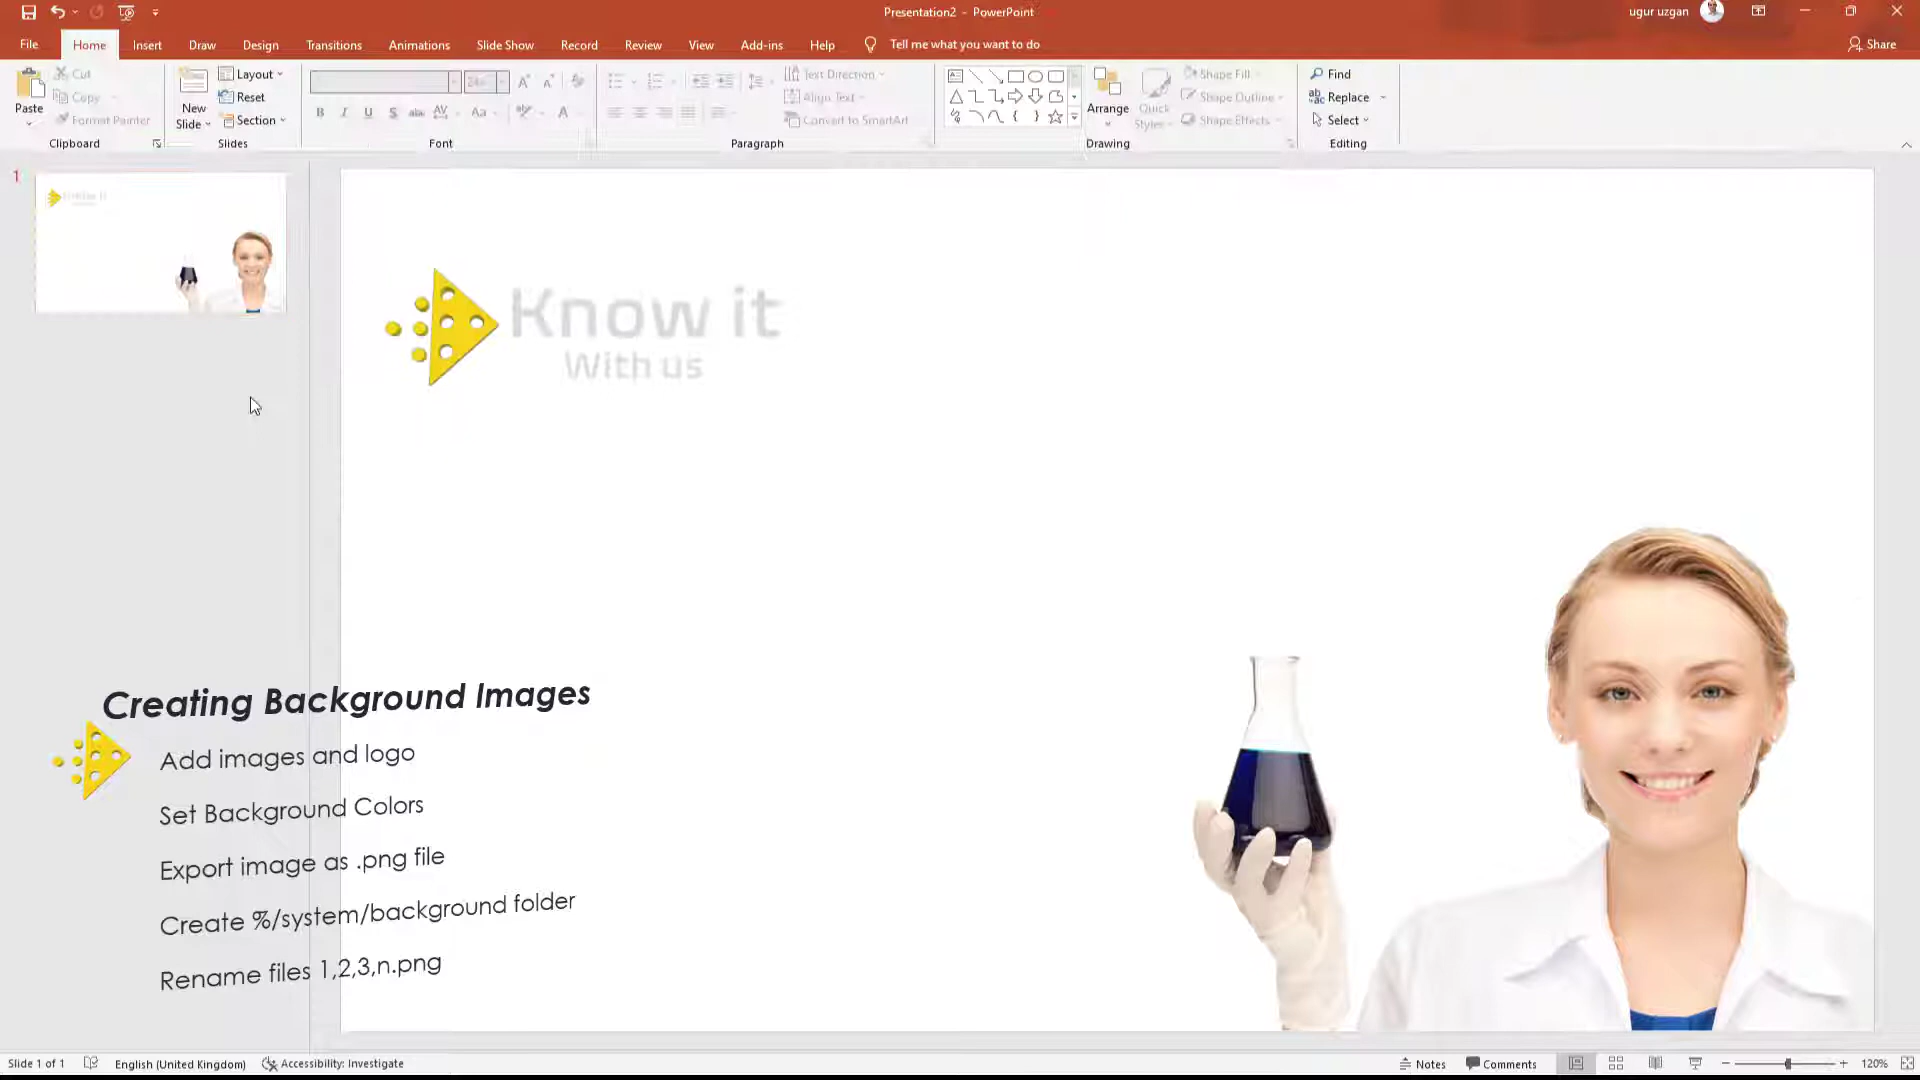 Presentation2 - PowerPoint
ugur uzgan
File Home Insert Draw Design Transitions Animations Slide Show Record Review View Add-ins Help Tell me what you want to do Share
Paste
Cut
Copy
Format Painter
Clipboard
New Slide
Layout
Reset
Section
Slides
24+
B I U S abc AV Aa A
Font
Text Direction
Align Text
Convert to SmartArt
Paragraph
Arrange
Quick Styles
Shape Fill
Shape Outline
Shape Effects
Drawing
Find
Replace
Select
Editing
1
Know it
With us
Creating Background Images
Add images and logo
Set Background Colors
Export image as .png file
Create %/system/background folder
Rename files 1,2,3,n.png
Slide 1 of 1 English (United Kingdom) Accessibility: Investigate Notes Comments 120%